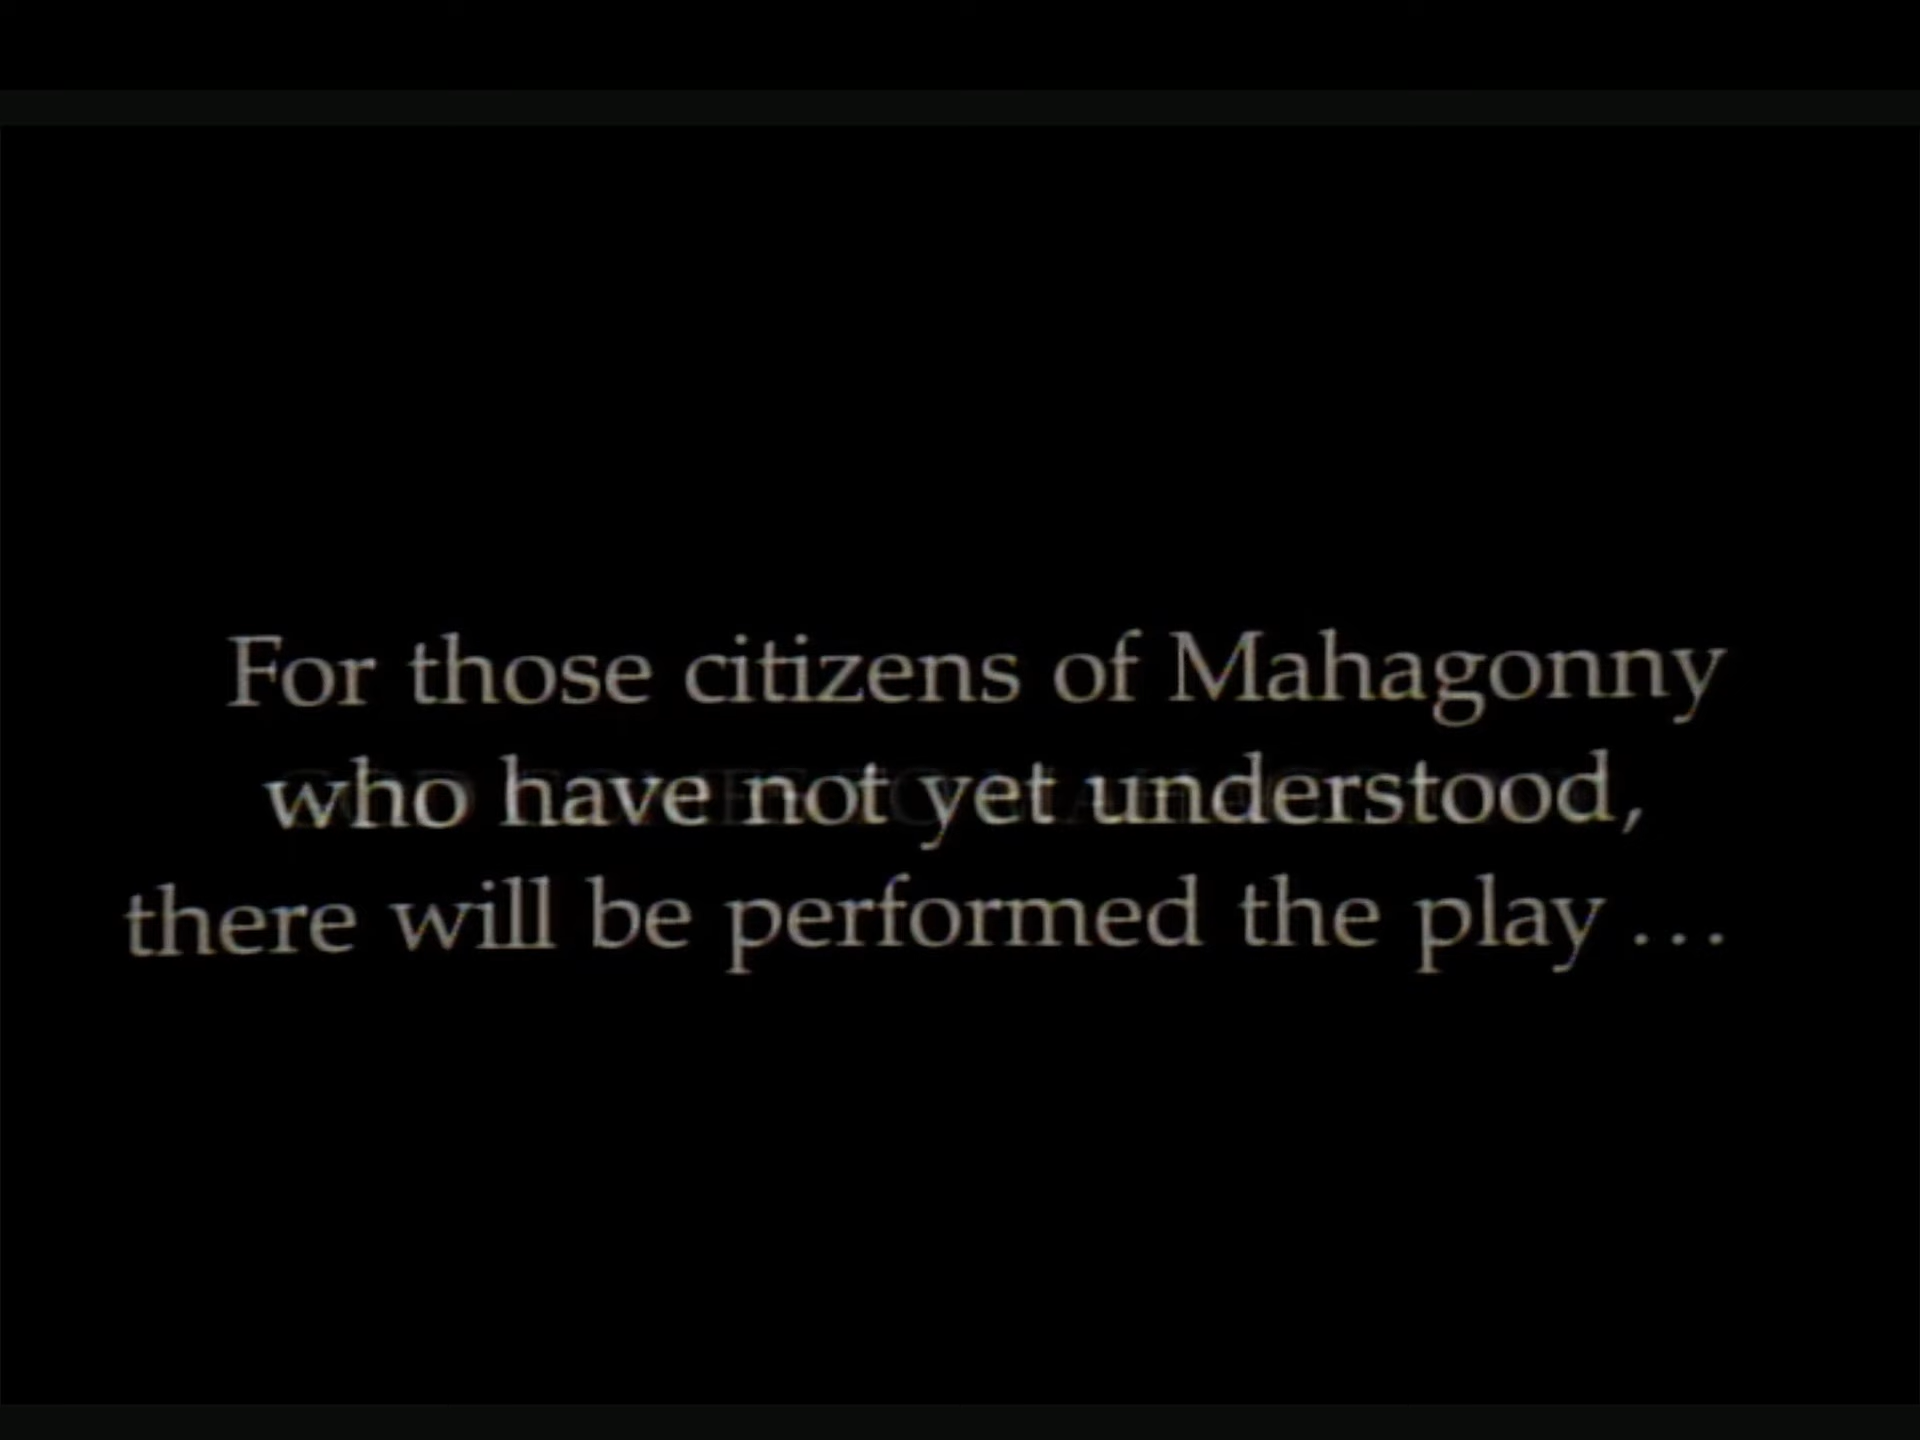 For those citizens of Mahagonny
who have not yet understood,
there will be performed the play ...